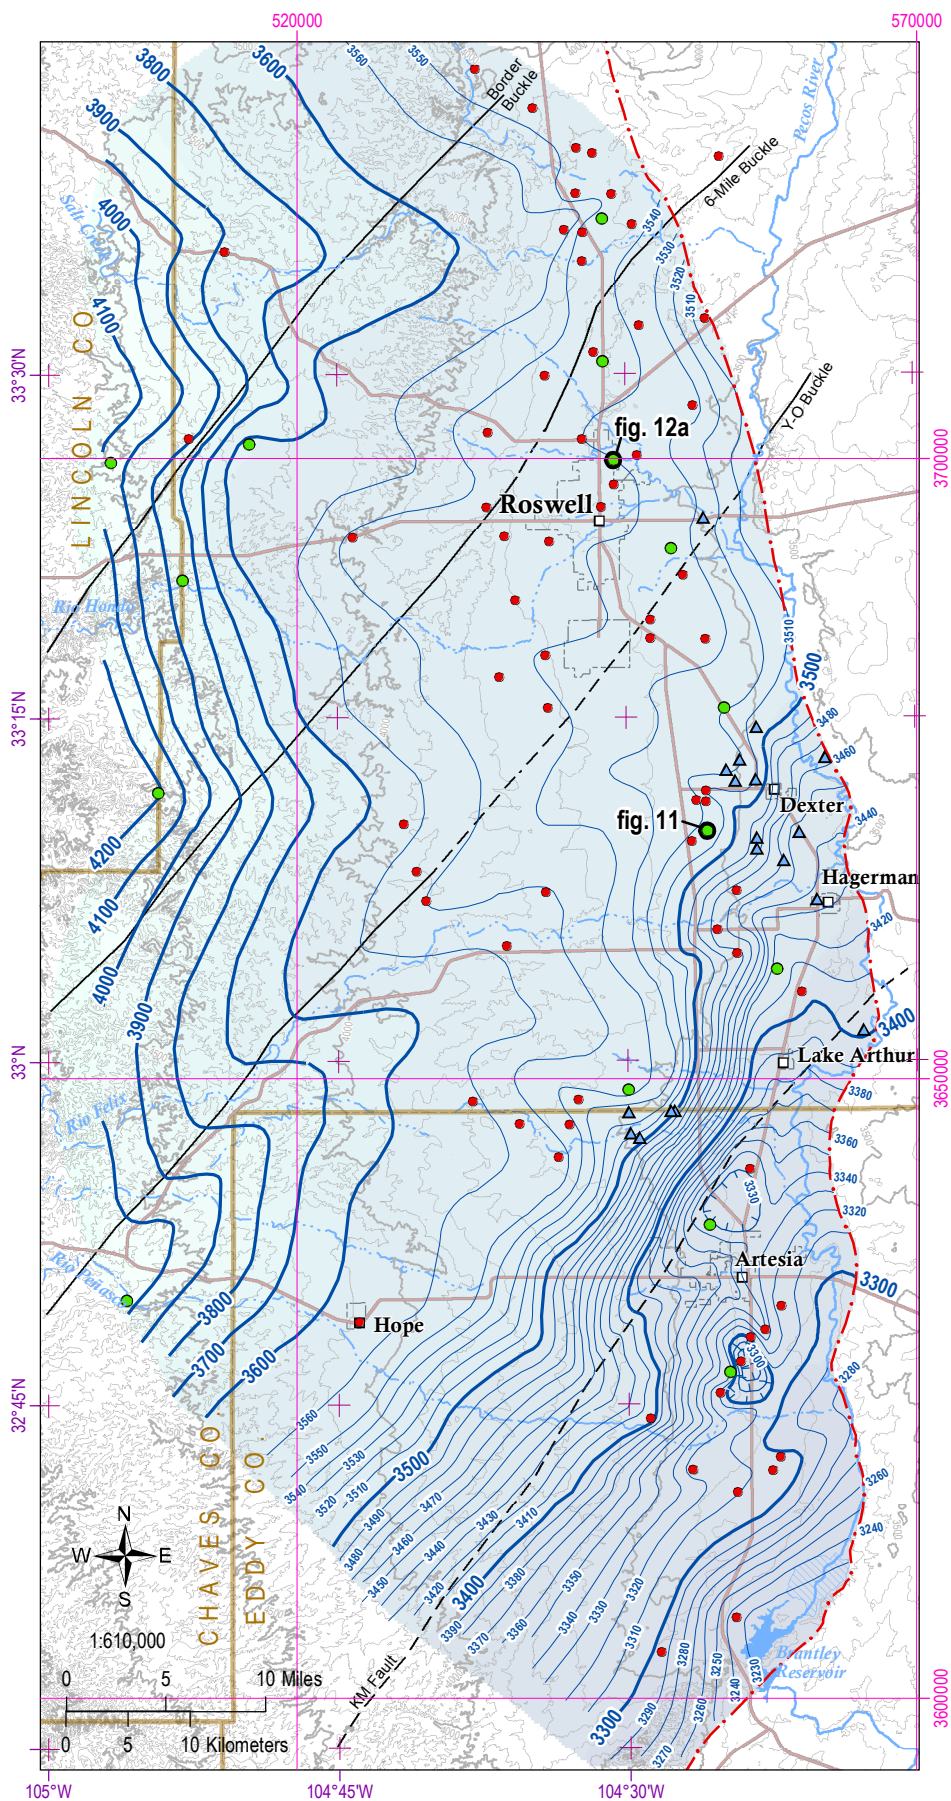 520000
570000
3800
3600
3560
3550
Border
Buckle
Pecos River
3900
6-Mile Buckle
Salt Creek
4000
3540
3530
3520
3510
4100
LINCOLN CO.
33°30'N
Y-O Buckle
fig. 12a
3700000
Roswell
Rio Hondo
3510
3500
33°15'N
3480
3460
Dexter
3440
fig. 11
4200
Hagerman
4100
3420
4000
3900
3400
Lake Arthur
33°N
3650000
3380
Rio Felix
3360
3340
3330
3320
Artesia
Rio Peñasco
3300
3800
Hope
3700
3600
3300
3280
32°45'N
3560
3550
3530
3500
3540
3520
3510
3490
3470
3430
3410
3260
3240
3480
3460
3440
3450
3420
3400
3380
3350
3320
3390
3370
3360
3340
3330
3310
N
W
E
S
CHAVES CO.
EDDY CO.
1:610,000
0 5 10 Miles
0 5 10 Kilometers
KM Fault
3280
3250
3230
Brantley
Reservoir
3300
3290
3260
3240
3270
3600000
105°W
104°45'W
104°30'W